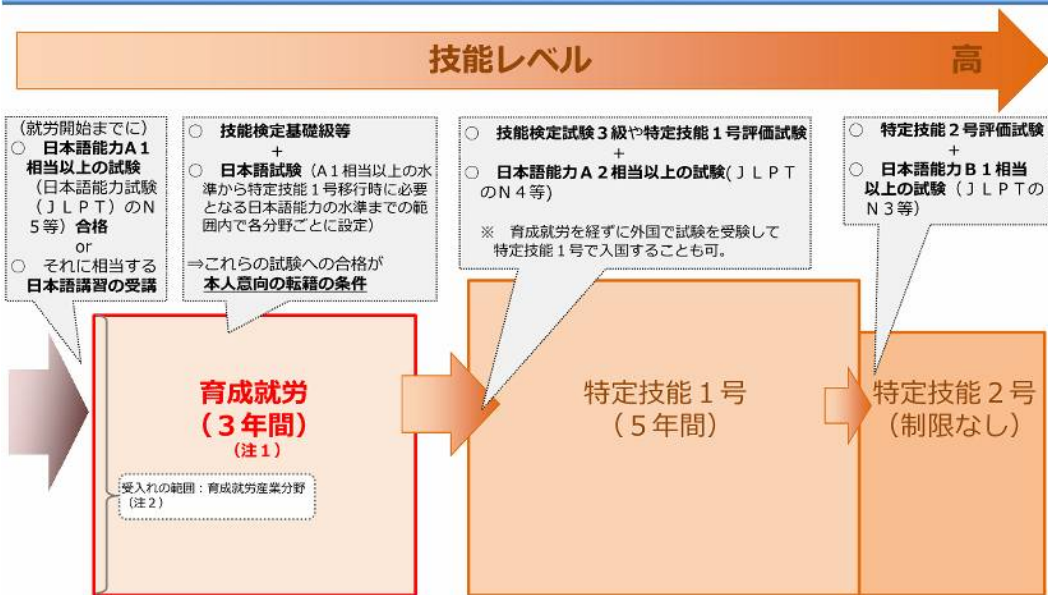 技能レベル
高
(就労開始までに)
○ 日本語能力A1
相当以上の試験
(日本語能力試験
(JLPT)のN
5等)合格
or
○ それに相当する
日本語講習の受講
○ 技能検定基礎級等
+
○ 日本語試験(A1相当以上の水
準から特定技能1号移行時に必要
となる日本語能力の水準までの範
囲内で各分野ごとに設定)
⇒これらの試験への合格が
本人意向の転籍の条件
○ 技能検定試験3級や特定技能1号評価試験
+
○ 日本語能力A2相当以上の試験(JLPT
のN4等)
※ 育成就労を経ずに外国で試験を受験して
特定技能1号で入国することも可。
○ 特定技能2号評価試験
+
○ 日本語能力B1相当
以上の試験(JLPTの
N3等)
育成就労
(3年間)
(注1)
受入れの範囲:育成就労産業分野
(注2)
特定技能1号
(5年間)
特定技能2号
(制限なし)